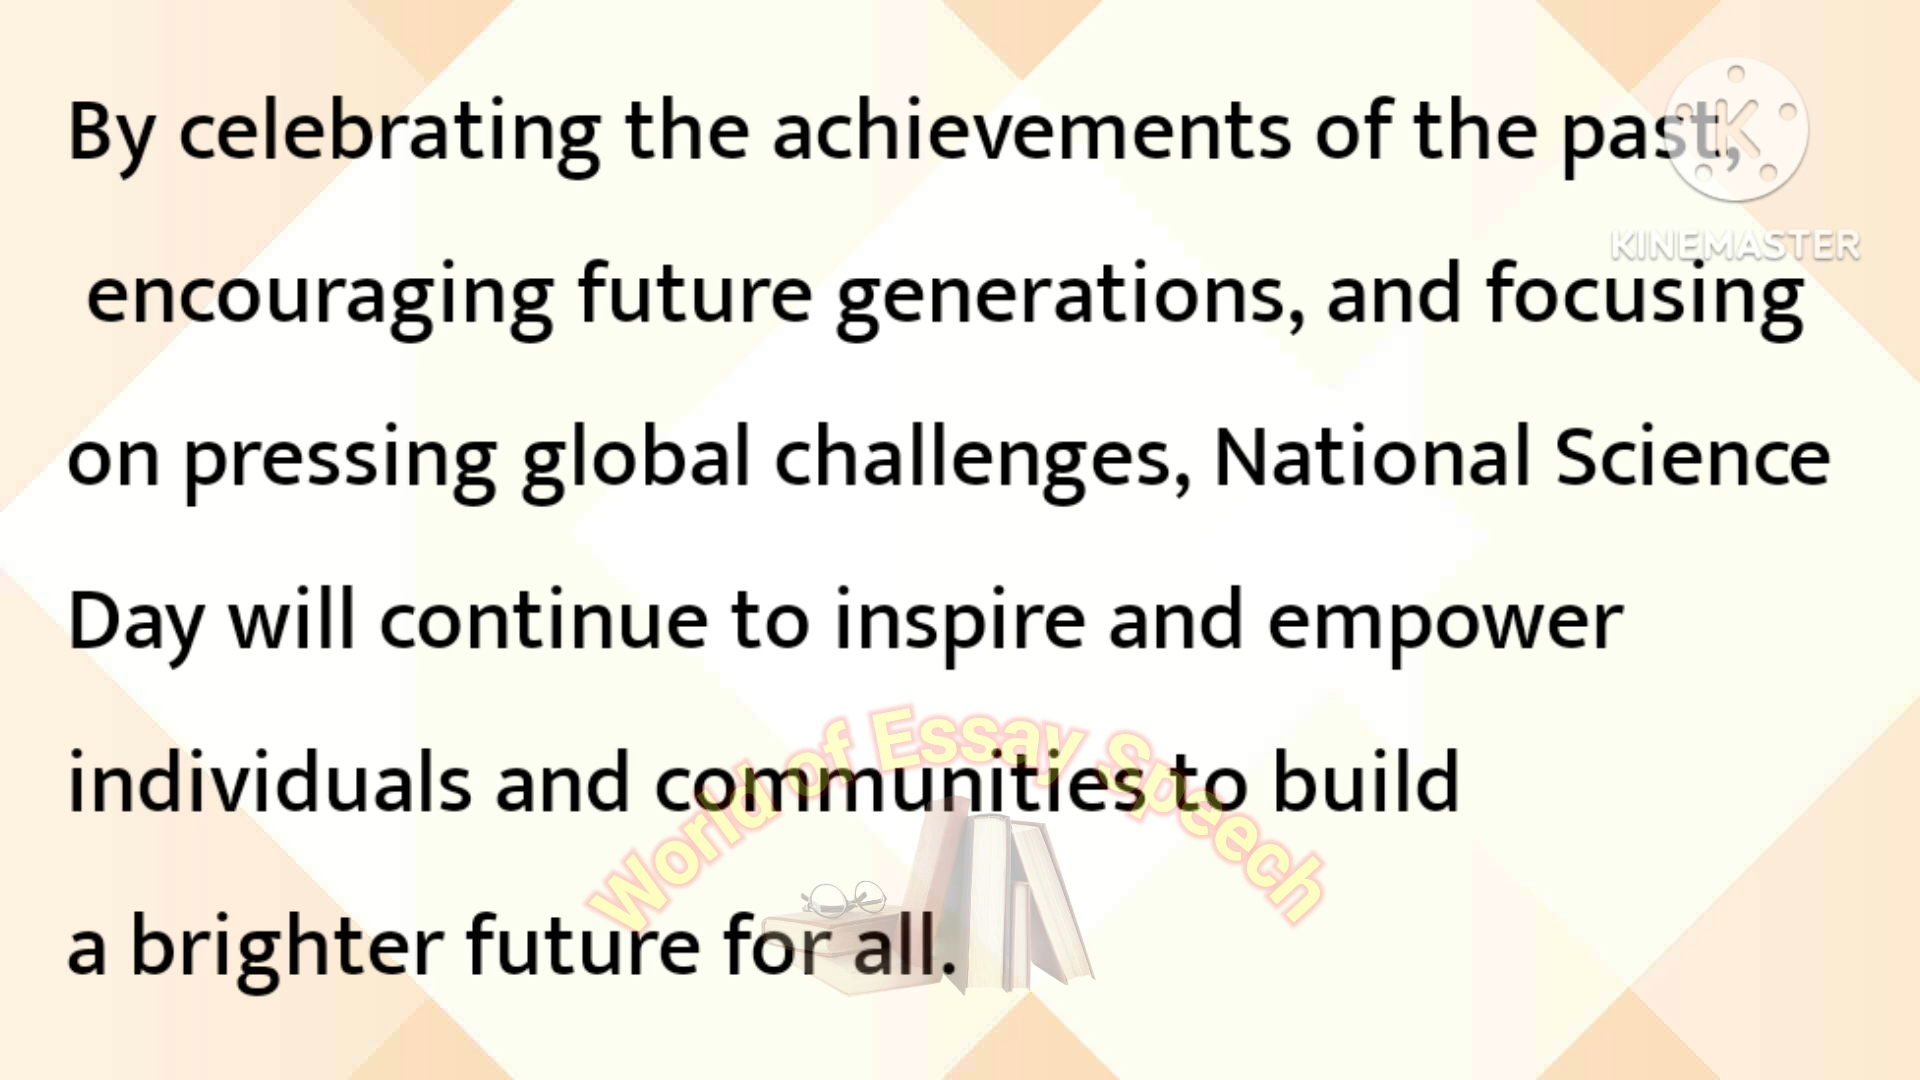 By celebrating the achievements of the past,
KINEMASTER
encouraging future generations, and focusing
on pressing global challenges, National Science
Day will continue to inspire and empower
World of Essay Speech
individuals and communities to build
a brighter future for all.